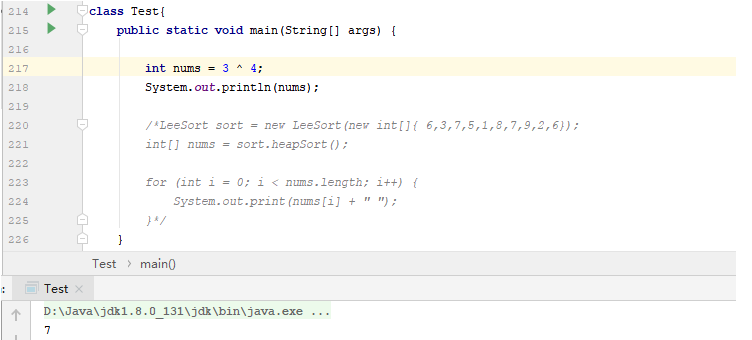 214 class Test{
215 public static void main(String[] args) {
216
217 int nums = 3 ^ 4;
218 System.out.println(nums);
219
220 /*LeeSort sort = new LeeSort(new int[]{ 6,3,7,5,1,8,7,9,2,6});
221 int[] nums = sort.heapSort();
222
223 for (int i = 0; i < nums.length; i++) {
224 System.out.print(nums[i] + " ");
225 }*/
226 }
Test › main()
: Test ×
D:\Java\jdk1.8.0_131\jdk\bin\java.exe ...
7